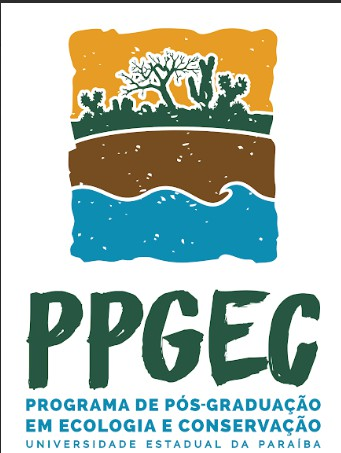 PPGEC
PROGRAMA DE PÓS-GRADUAÇÃO
EM ECOLOGIA E CONSERVAÇÃO
UNIVERSIDADE ESTADUAL DA PARAÍBA